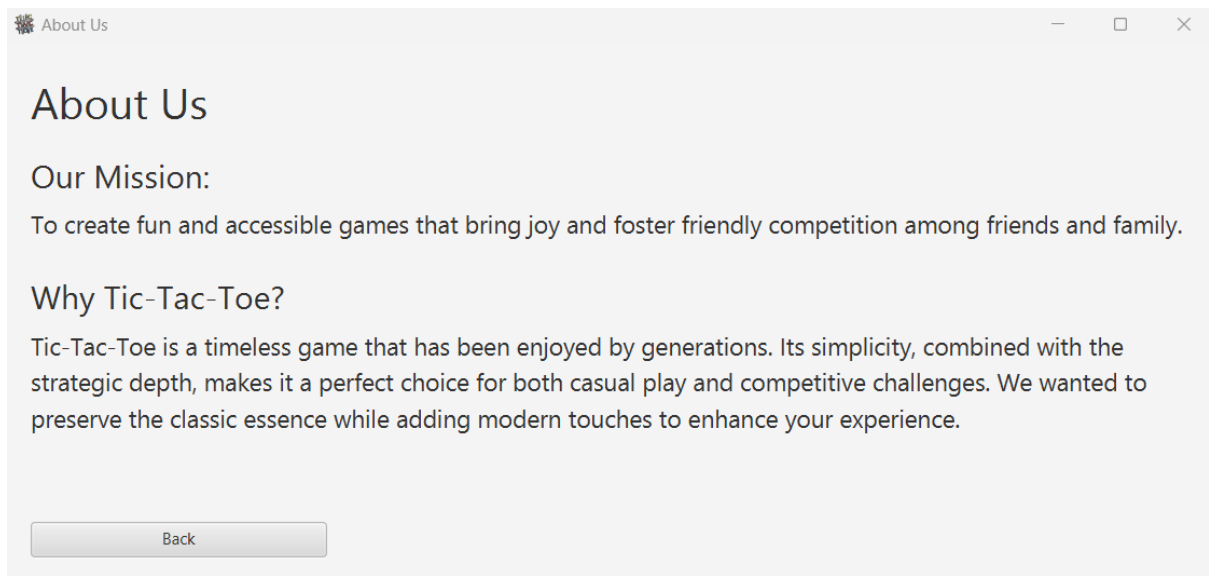 About Us
About Us
Our Mission:
To create fun and accessible games that bring joy and foster friendly competition among friends and family.
Why Tic-Tac-Toe?
Tic-Tac-Toe is a timeless game that has been enjoyed by generations. Its simplicity, combined with the
strategic depth, makes it a perfect choice for both casual play and competitive challenges. We wanted to
preserve the classic essence while adding modern touches to enhance your experience.
Back